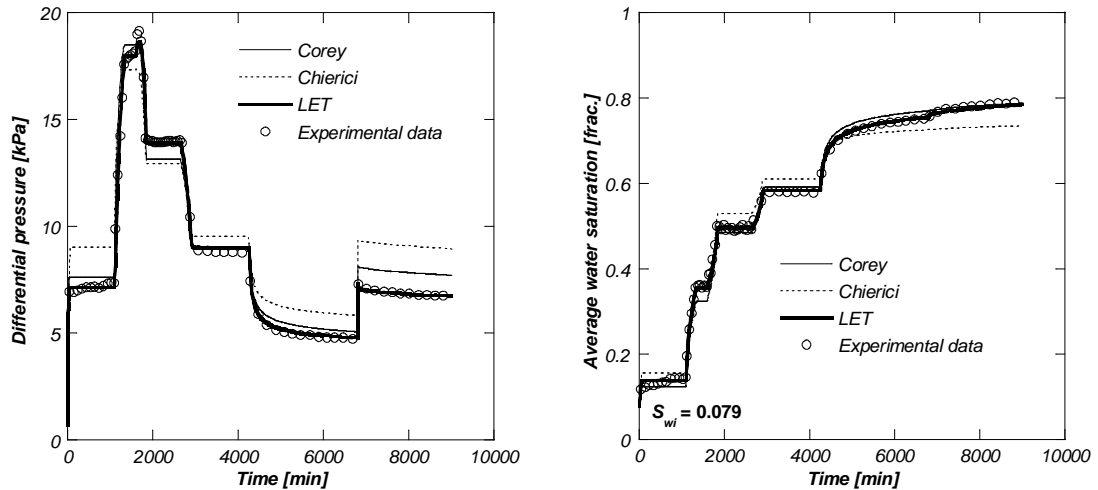 Differential pressure [kPa]
20
15
10
5
0
Corey
Chierici
LET
Experimental data
0 2000 4000 6000 8000 10000
Time [min]
Average water saturation [frac.]
1
0.8
0.6
0.4
0.2
0
Corey
Chierici
LET
Experimental data
S_wi = 0.079
0 2000 4000 6000 8000 10000
Time [min]